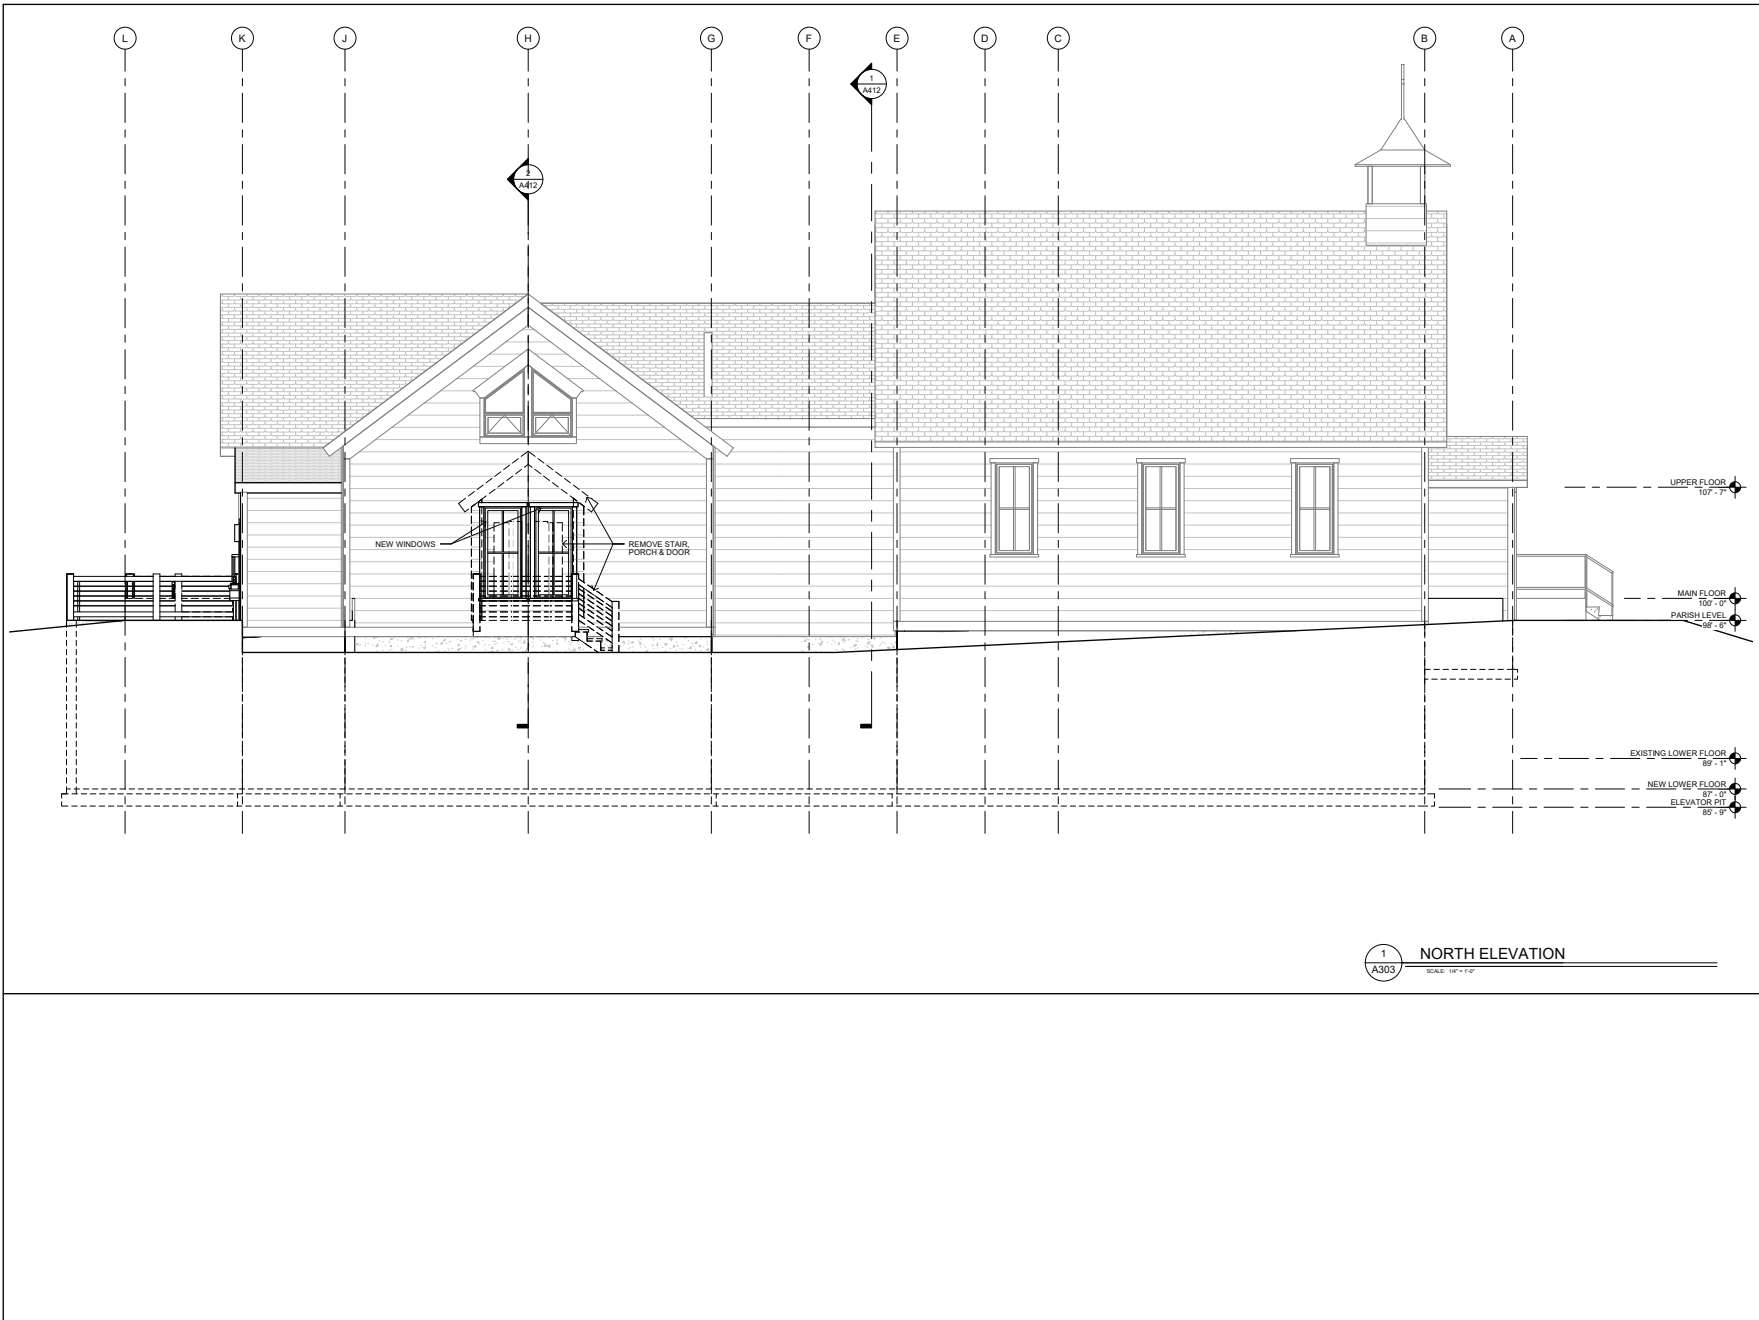 L K J H G F E D C B A
1
A412
2
A412
UPPER FLOOR
107' - 7"
NEW WINDOWS
REMOVE STAIR,
PORCH & DOOR
MAIN FLOOR
100' - 0"
PARISH LEVEL
98' - 6"
EXISTING LOWER FLOOR
89' - 1"
NEW LOWER FLOOR
87' - 0"
ELEVATOR PIT
85' - 9"
1
A303
NORTH ELEVATION
SCALE: 1/4" = 1'-0"